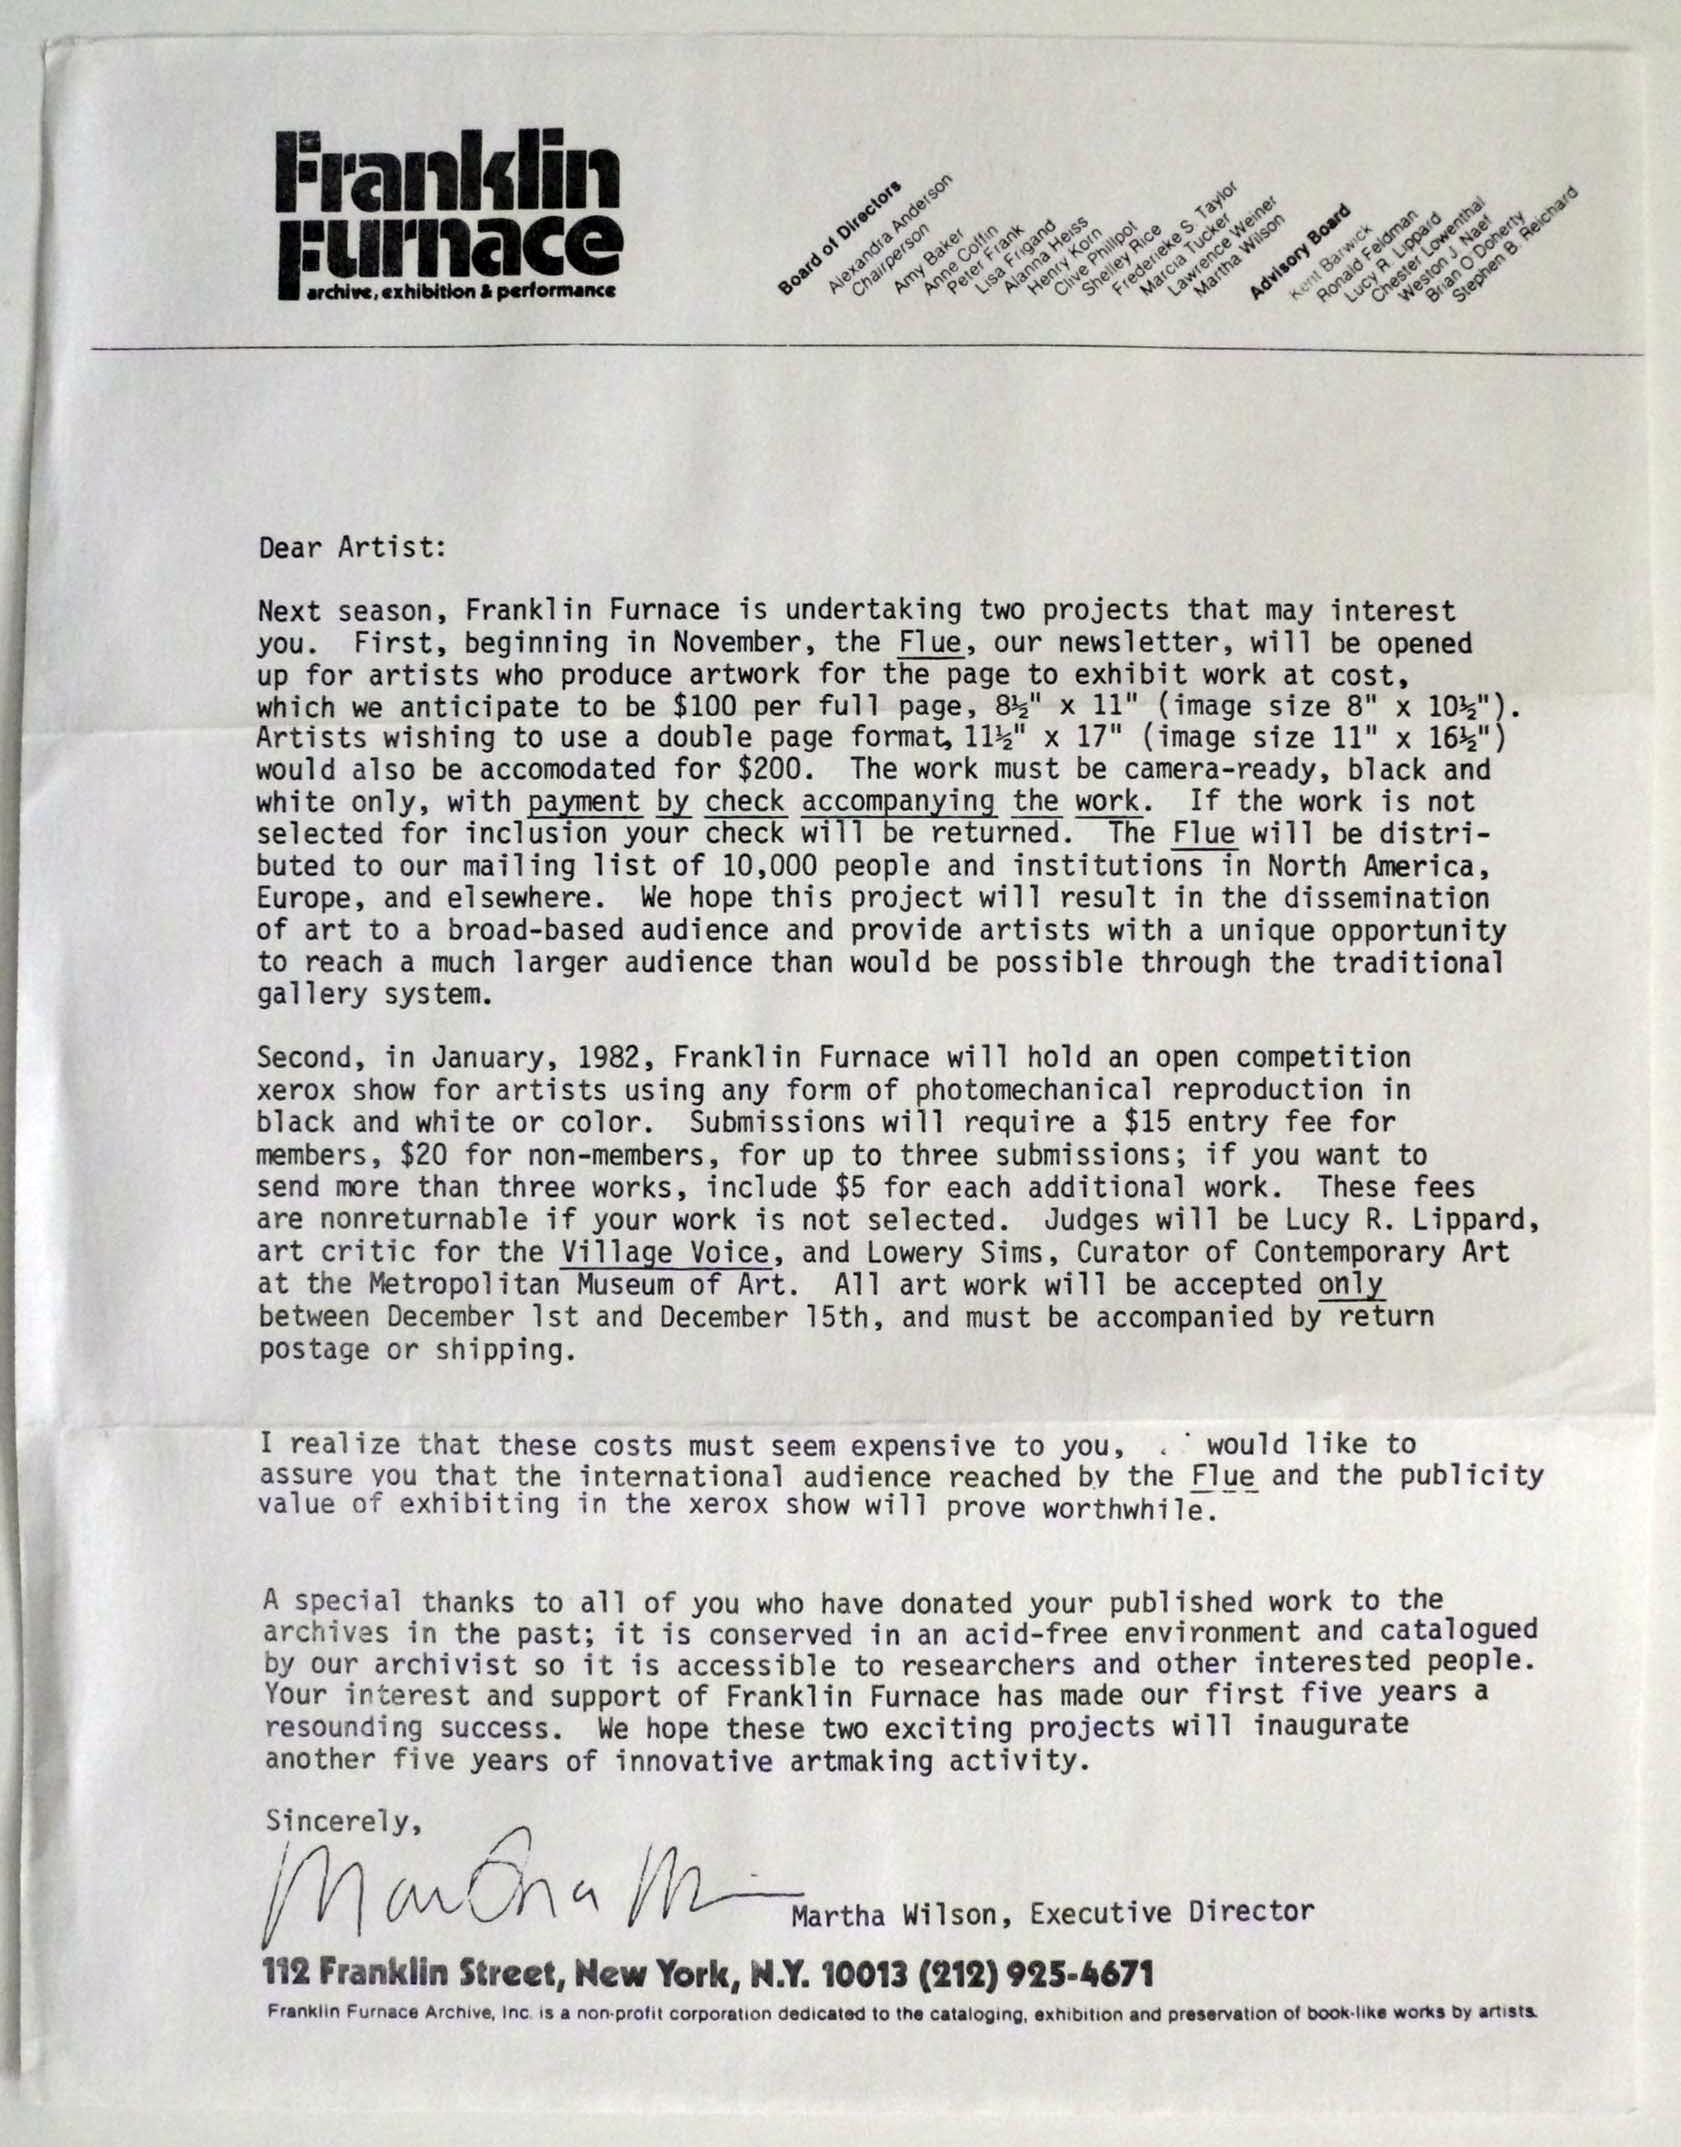 Franklin
Furnace
archive, exhibition & performance
Board of Directors
Alexandra Anderson
Chairperson
Amy Baker
Anne Coffin
Peter Frank
Lisa Frigand
Alanna Heiss
Henry Korn
Clive Phillpot
Shelley Rice
Frederieke S. Taylor
Marcia Tucker
Lawrence Weiner
Martha Wilson
Advisory Board
Kent Barwick
Ronald Feldman
Lucy R. Lippard
Chester Lowenthal
Weston J. Naef
Brian O Doherty
Stephen B. Reichard
Dear Artist:
Next season, Franklin Furnace is undertaking two projects that may interest
you. First, beginning in November, the Flue, our newsletter, will be opened
up for artists who produce artwork for the page to exhibit work at cost,
which we anticipate to be $100 per full page, 8½" x 11" (image size 8" x 10½").
Artists wishing to use a double page format, 11½" x 17" (image size 11" x 16½")
would also be accomodated for $200. The work must be camera-ready, black and
white only, with payment by check accompanying the work. If the work is not
selected for inclusion your check will be returned. The Flue will be distri-
buted to our mailing list of 10,000 people and institutions in North America,
Europe, and elsewhere. We hope this project will result in the dissemination
of art to a broad-based audience and provide artists with a unique opportunity
to reach a much larger audience than would be possible through the traditional
gallery system.
Second, in January, 1982, Franklin Furnace will hold an open competition
xerox show for artists using any form of photomechanical reproduction in
black and white or color. Submissions will require a $15 entry fee for
members, $20 for non-members, for up to three submissions; if you want to
send more than three works, include $5 for each additional work. These fees
are nonreturnable if your work is not selected. Judges will be Lucy R. Lippard,
art critic for the Village Voice, and Lowery Sims, Curator of Contemporary Art
at the Metropolitan Museum of Art. All art work will be accepted only
between December 1st and December 15th, and must be accompanied by return
postage or shipping.
I realize that these costs must seem expensive to you, would like to
assure you that the international audience reached by the Flue and the publicity
value of exhibiting in the xerox show will prove worthwhile.
A special thanks to all of you who have donated your published work to the
archives in the past; it is conserved in an acid-free environment and catalogued
by our archivist so it is accessible to researchers and other interested people.
Your interest and support of Franklin Furnace has made our first five years a
resounding success. We hope these two exciting projects will inaugurate
another five years of innovative artmaking activity.
Sincerely,
Martha Wilson, Executive Director
112 Franklin Street, New York, N.Y. 10013 (212) 925-4671
Franklin Furnace Archive, Inc. is a non-profit corporation dedicated to the cataloging, exhibition and preservation of book-like works by artists.